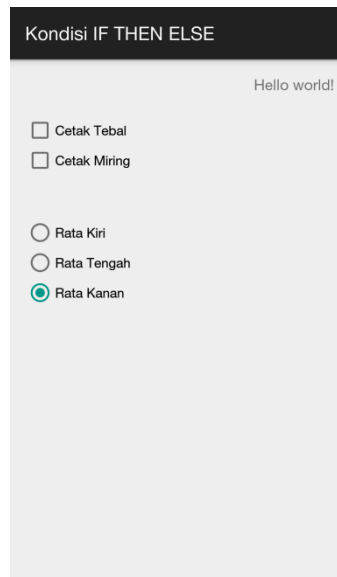 Kondisi IF THEN ELSE
Hello world!
Cetak Tebal
Cetak Miring
Rata Kiri
Rata Tengah
Rata Kanan